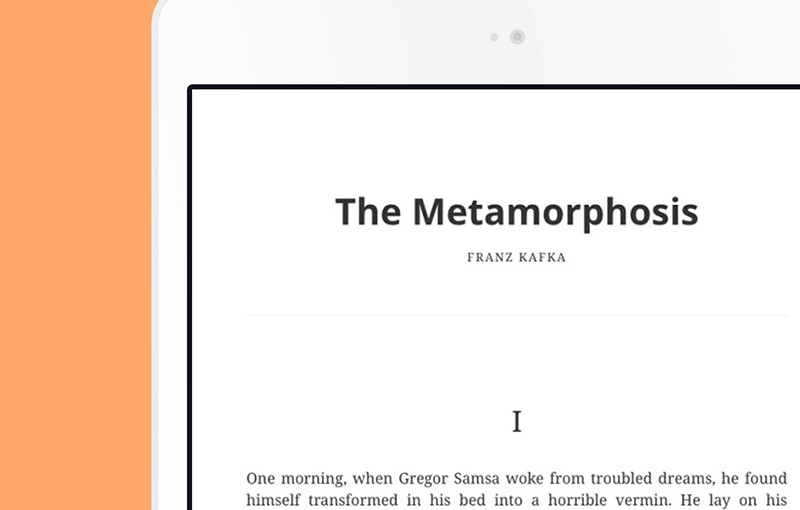 The Metamorphosis
FRANZ KAFKA
I
One morning, when Gregor Samsa woke from troubled dreams, he found
himself transformed in his bed into a horrible vermin. He lay on his